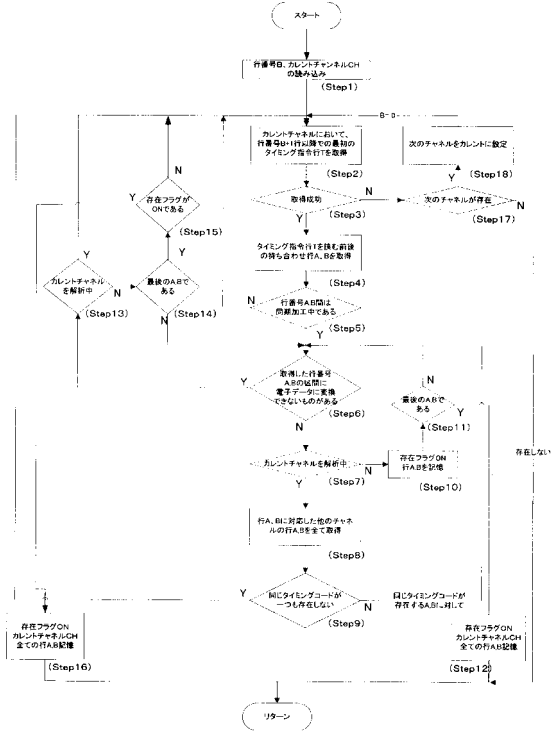 スタート
行番号B、カレントチャンネルCH
の読み込み
(Step1)
B=0
カレントチャネルにおいて、
行番号B+1行以降での最初の
タイミング指令行Tを取得
(Step2)
次のチャネルをカレントに設定
(Step18)
取得成功
N
(Step3)
Y
次のチャネルが存在
Y
N
(Step17)
N
存在フラグが
ONである
Y
(Step15)
タイミング指令行Tを読む前後
の待ち合わせ行A,Bを取得
(Step4)
Y
カレントチャネル
を解析中
N
(Step13)
Y
最後のA,Bで
ある
N
(Step14)
N
行番号AB間は
同期加工中である
Y
(Step5)
Y
取得した行番号
A,Bの区間に
電子データに変換
できないものがある
N
(Step6)
N
最後のA,Bで
ある
Y
(Step11)
カレントチャネルを解析中
N
Y
(Step7)
存在フラグON
行A,Bを記憶
(Step10)
存在しない
行A、Bに対応した他のチャネ
ルの行A,Bを全て取得
(Step8)
Y
同じタイミングコードが
一つも存在しない
N
(Step9)
同じタイミングコードが
存在するA,Bに対して
存在フラグON
カレントチャネルCH
全ての行A,B記憶
(Step16)
存在フラグON
カレントチャネルCH
全ての行A,B記憶
(Step12)
リターン